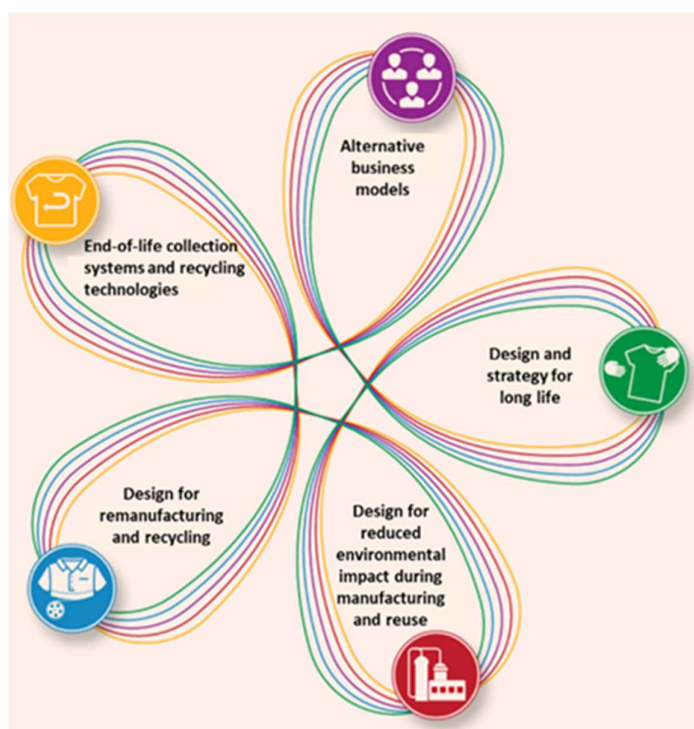 Alternative
business
models
End-of-life collection
systems and recycling
technologies
Design and
strategy for
long life
Design for
remanufacturing
and recycling
Design for
reduced
environmental
impact during
manufacturing
and reuse